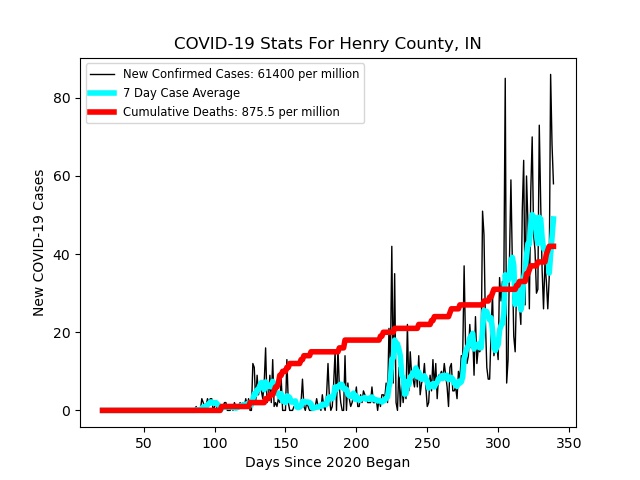 COVID-19 Stats For Henry County, IN
New Confirmed Cases: 61400 per million
7 Day Case Average
Cumulative Deaths: 875.5 per million
80
60
40
20
0
New COVID-19 Cases
50 100 150 200 250 300 350
Days Since 2020 Began